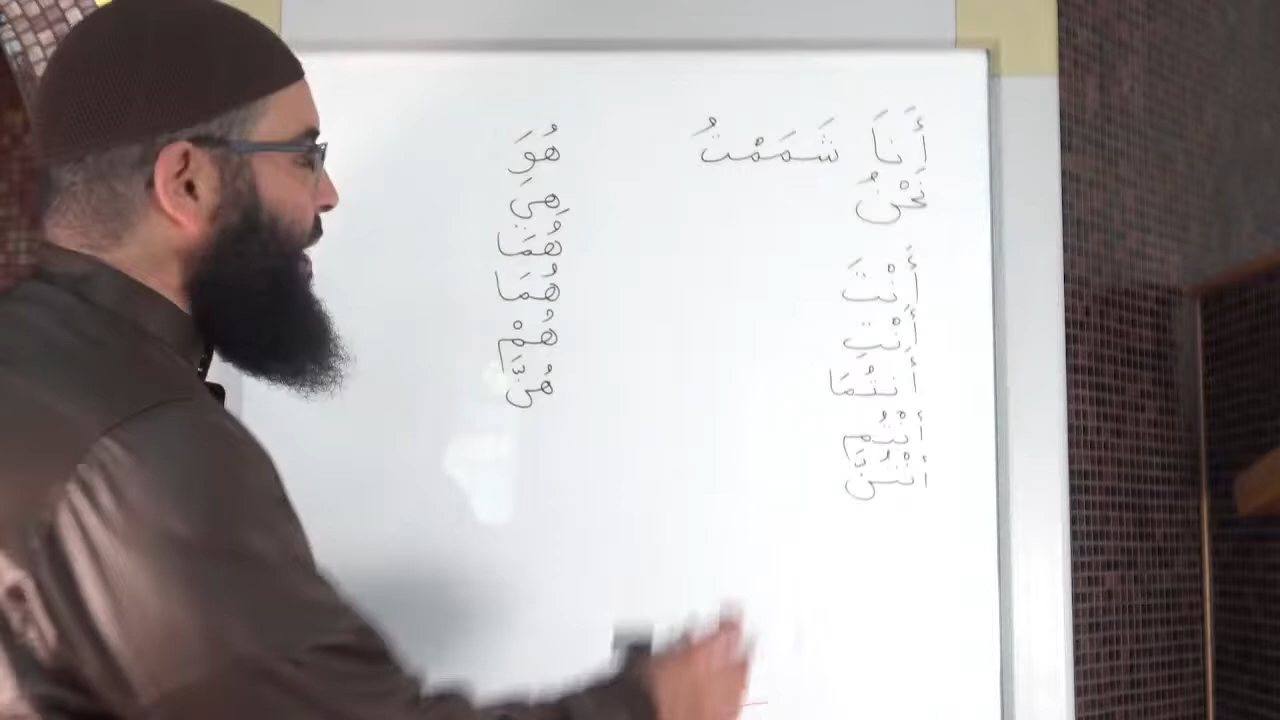 أَنَا شَمَمْتُ
نَحْنُ
أَنْتَ
أَنْتِ
أَنْتُمَا
أَنْتُمْ
أَنْتُنَّ
هُوَ
هِيَ
هُمَا
هُمَا
هُمْ
هُنَّ